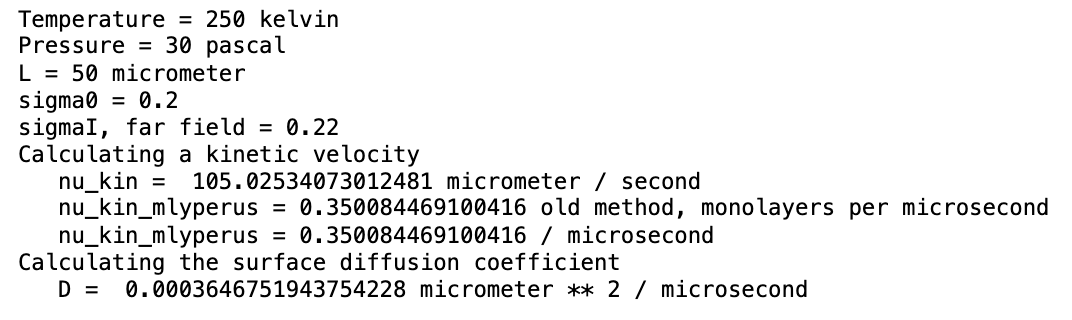 Temperature = 250 kelvin
Pressure = 30 pascal
L = 50 micrometer
sigma0 = 0.2
sigmaI, far field = 0.22
Calculating a kinetic velocity
   nu_kin =  105.02534073012481 micrometer / second
   nu_kin_mlyperus = 0.350084469100416 old method, monolayers per microsecond
   nu_kin_mlyperus = 0.350084469100416 / microsecond
Calculating the surface diffusion coefficient
   D =  0.0003646751943754228 micrometer ** 2 / microsecond